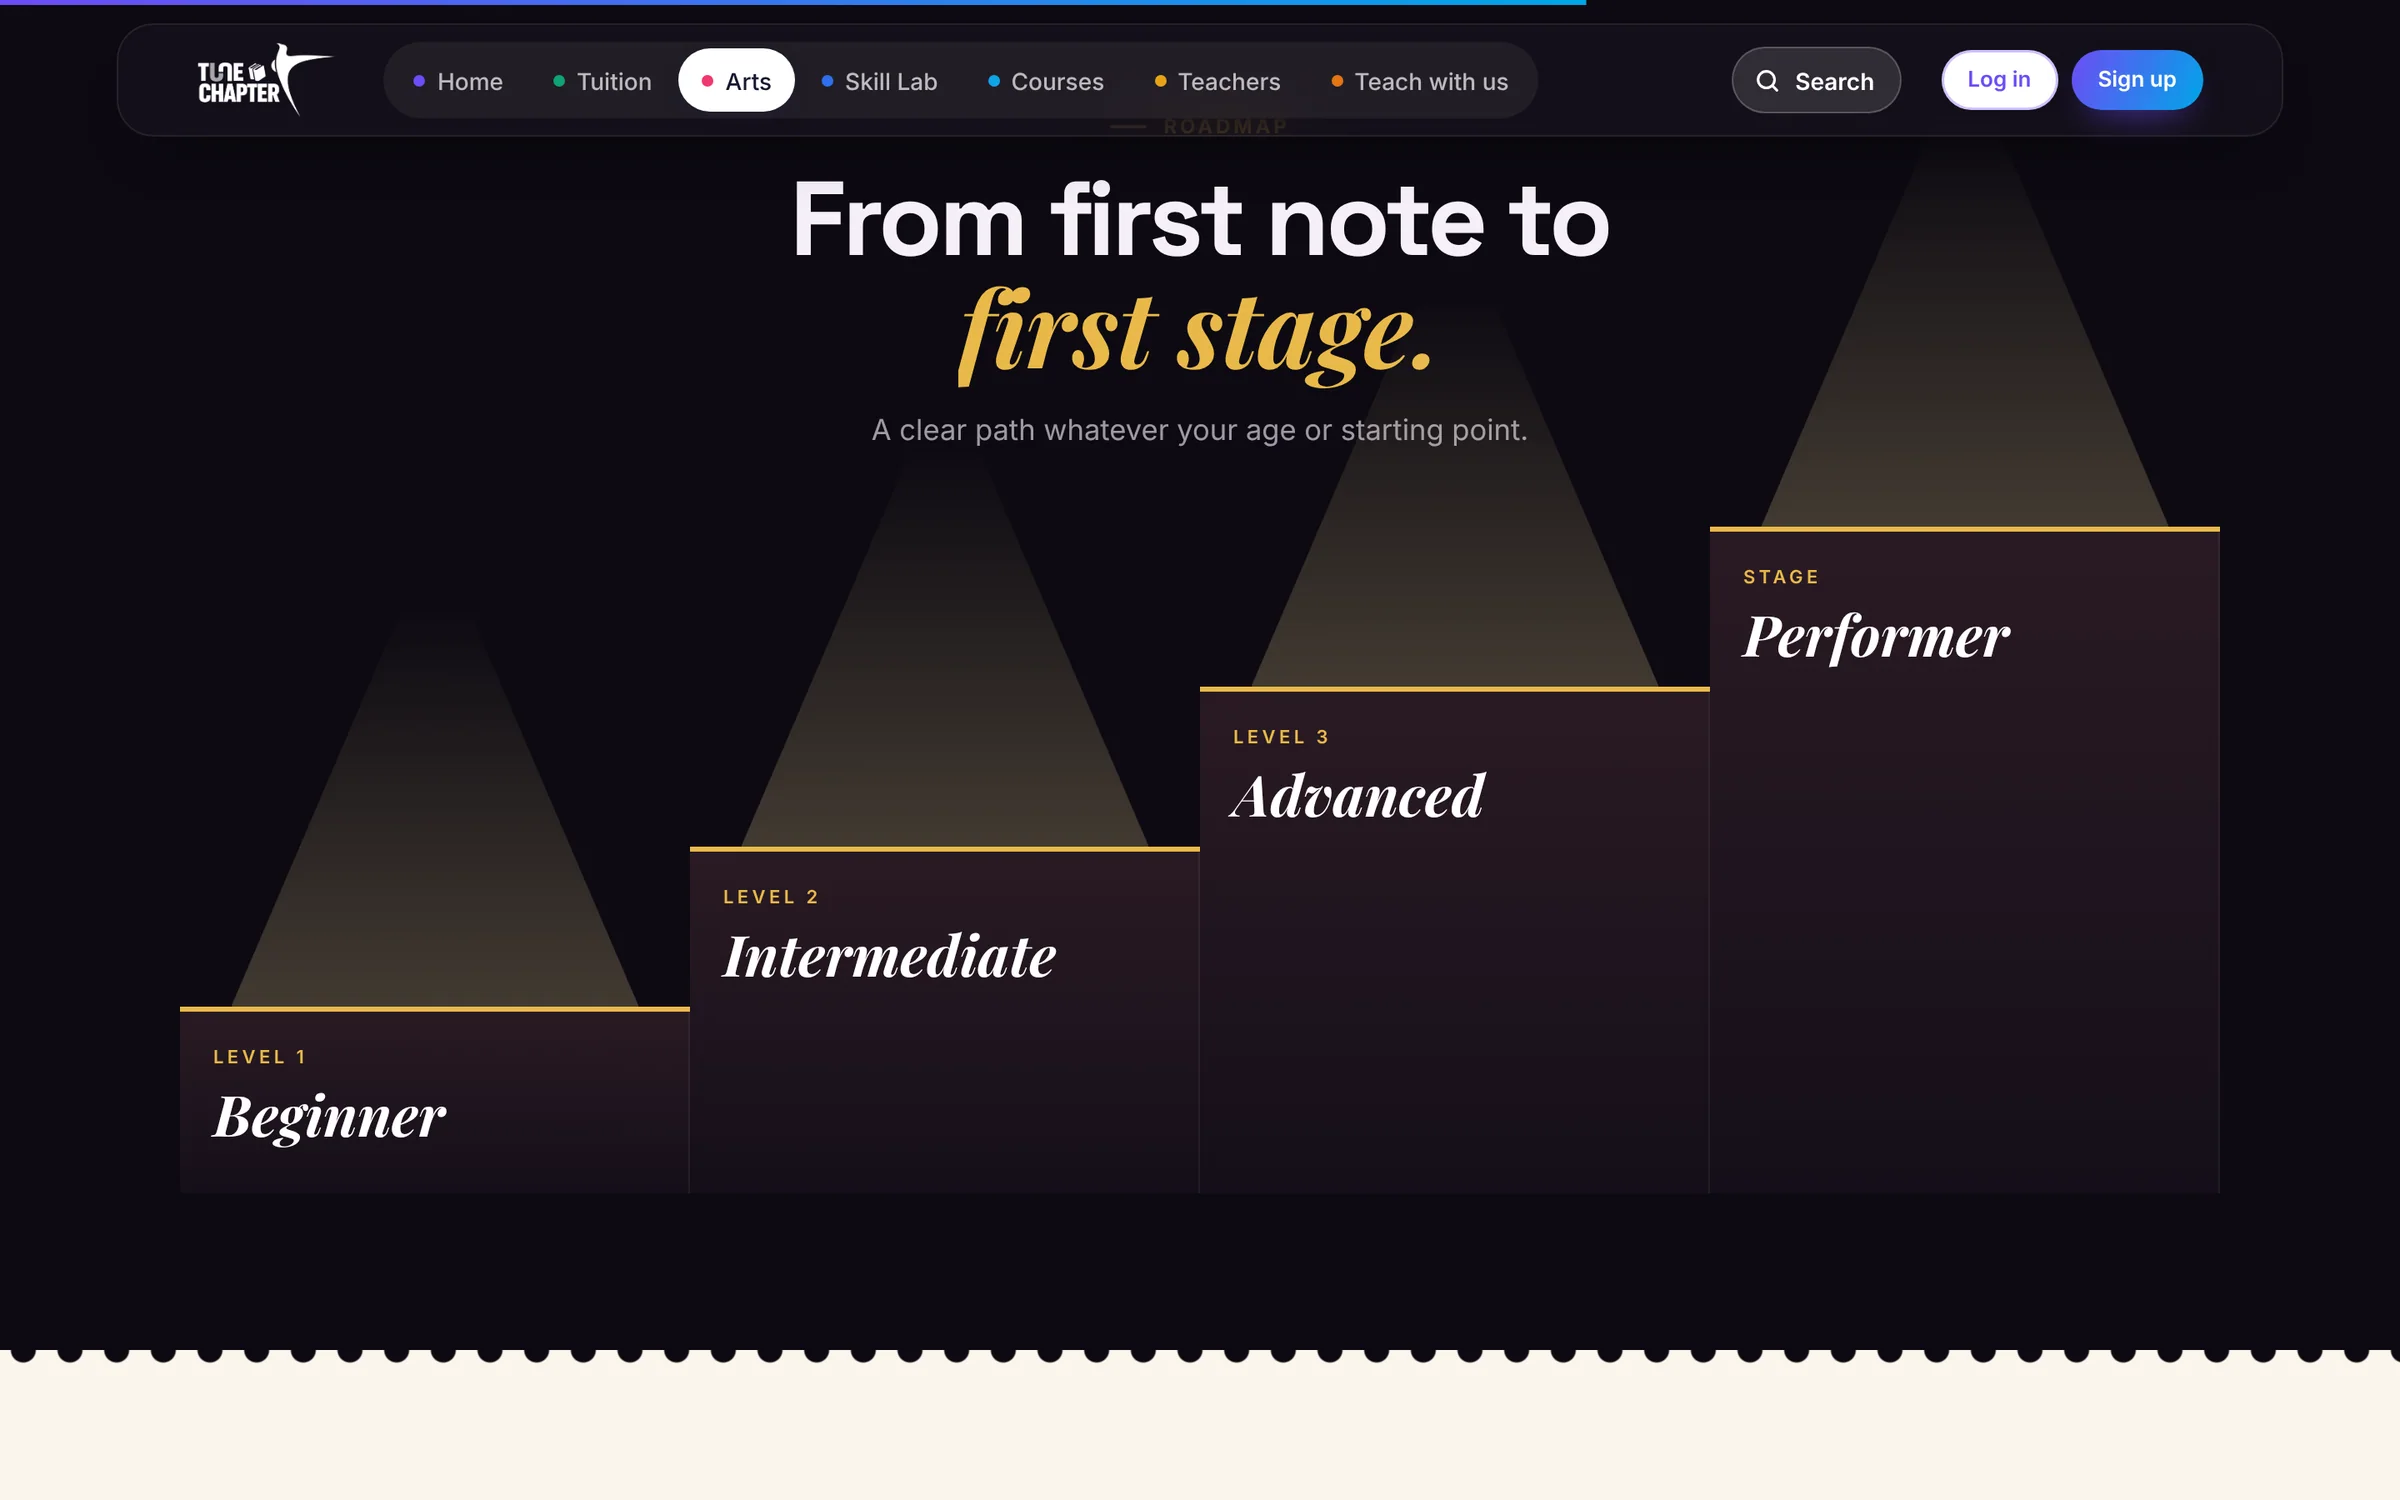 TUNE
CHAPTER
Home
Tuition
Arts
Skill Lab
Courses
Teachers
Teach with us
Search
Log in
Sign up
ROADMAP
From first note to
first stage.
A clear path whatever your age or starting point.
STAGE
Performer
LEVEL 3
Advanced
LEVEL 2
Intermediate
LEVEL 1
Beginner